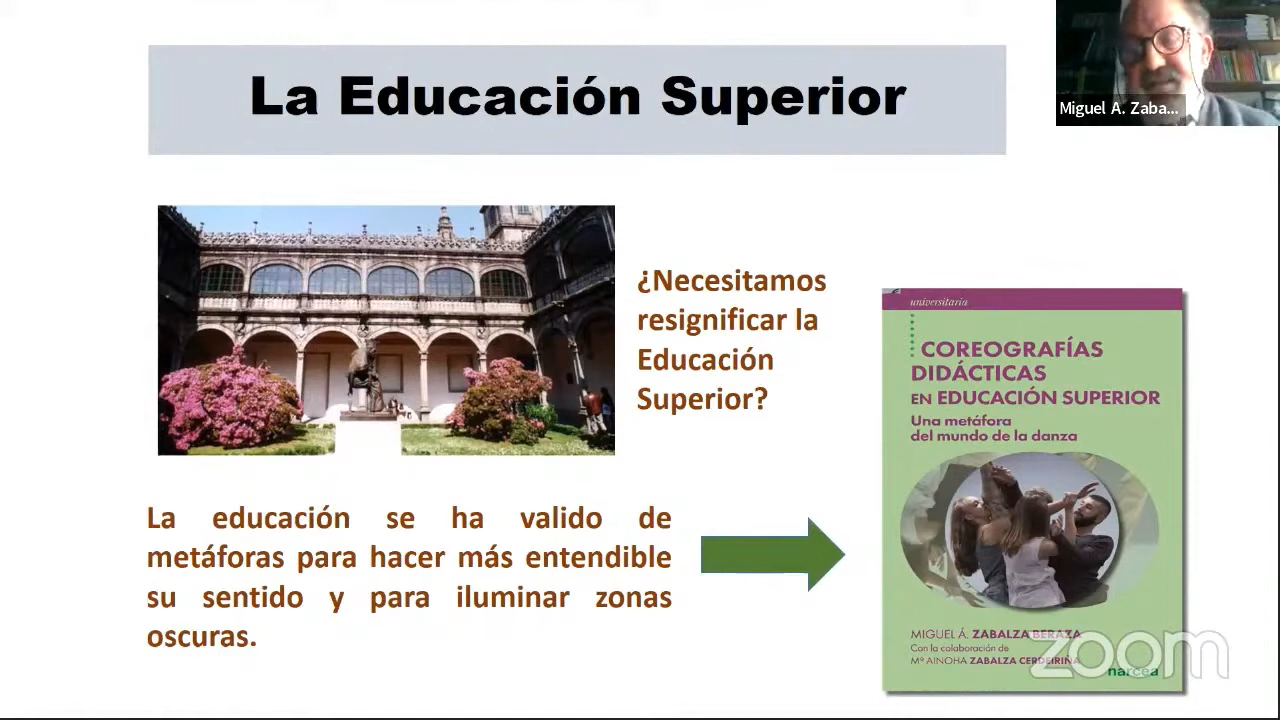 La Educación Superior
Miguel A. Zaba...
¿Necesitamos
resignificar la
Educación
Superior?
La educación se ha valido de
metáforas para hacer más entendible
su sentido y para iluminar zonas
oscuras.
universitaria
COREOGRAFÍAS
DIDÁCTICAS
EN EDUCACIÓN SUPERIOR
Una metáfora
del mundo de la danza
MIGUEL Á. ZABALZA BERAZA
Con la colaboración de
Mª AINOHA ZABALZA CERDEIRIÑA
narcea
zoom